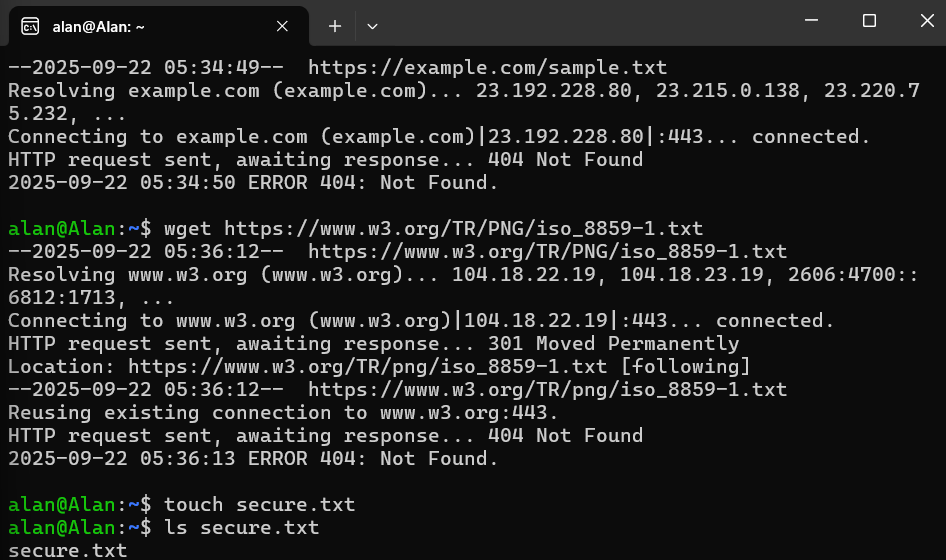 alan@Alan: ~
--2025-09-22 05:34:49--  https://example.com/sample.txt
Resolving example.com (example.com)... 23.192.228.80, 23.215.0.138, 23.220.7
5.232, ...
Connecting to example.com (example.com)|23.192.228.80|:443... connected.
HTTP request sent, awaiting response... 404 Not Found
2025-09-22 05:34:50 ERROR 404: Not Found.

alan@Alan:~$ wget https://www.w3.org/TR/PNG/iso_8859-1.txt
--2025-09-22 05:36:12--  https://www.w3.org/TR/PNG/iso_8859-1.txt
Resolving www.w3.org (www.w3.org)... 104.18.22.19, 104.18.23.19, 2606:4700::
6812:1713, ...
Connecting to www.w3.org (www.w3.org)|104.18.22.19|:443... connected.
HTTP request sent, awaiting response... 301 Moved Permanently
Location: https://www.w3.org/TR/png/iso_8859-1.txt [following]
--2025-09-22 05:36:12--  https://www.w3.org/TR/png/iso_8859-1.txt
Reusing existing connection to www.w3.org:443.
HTTP request sent, awaiting response... 404 Not Found
2025-09-22 05:36:13 ERROR 404: Not Found.

alan@Alan:~$ touch secure.txt
alan@Alan:~$ ls secure.txt
secure.txt